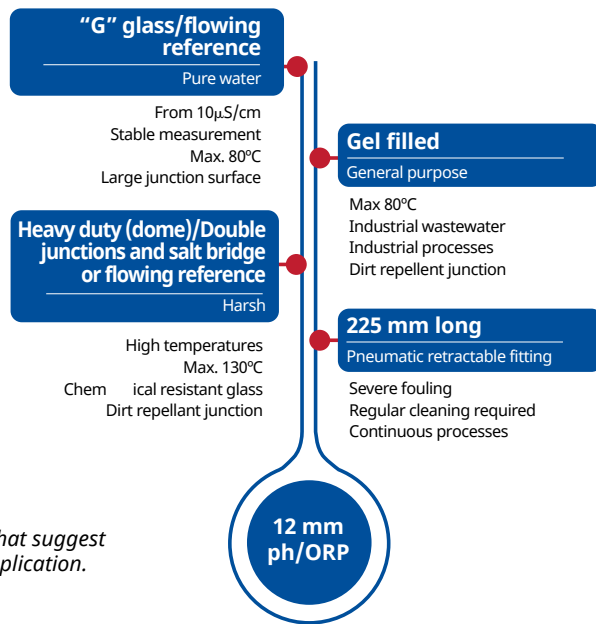 “G” glass/flowing
reference
Pure water
From 10μS/cm
Stable measurement
Max. 80ºC
Large junction surface
Gel filled
General purpose
Max 80ºC
Industrial wastewater
Industrial processes
Dirt repellent junction
Heavy duty (dome)/Double
junctions and salt bridge
or flowing reference
Harsh
High temperatures
Max. 130ºC
Chem ical resistant glass
Dirt repellant junction
225 mm long
Pneumatic retractable fitting
Severe fouling
Regular cleaning required
Continuous processes
12 mm
ph/ORP
suggest